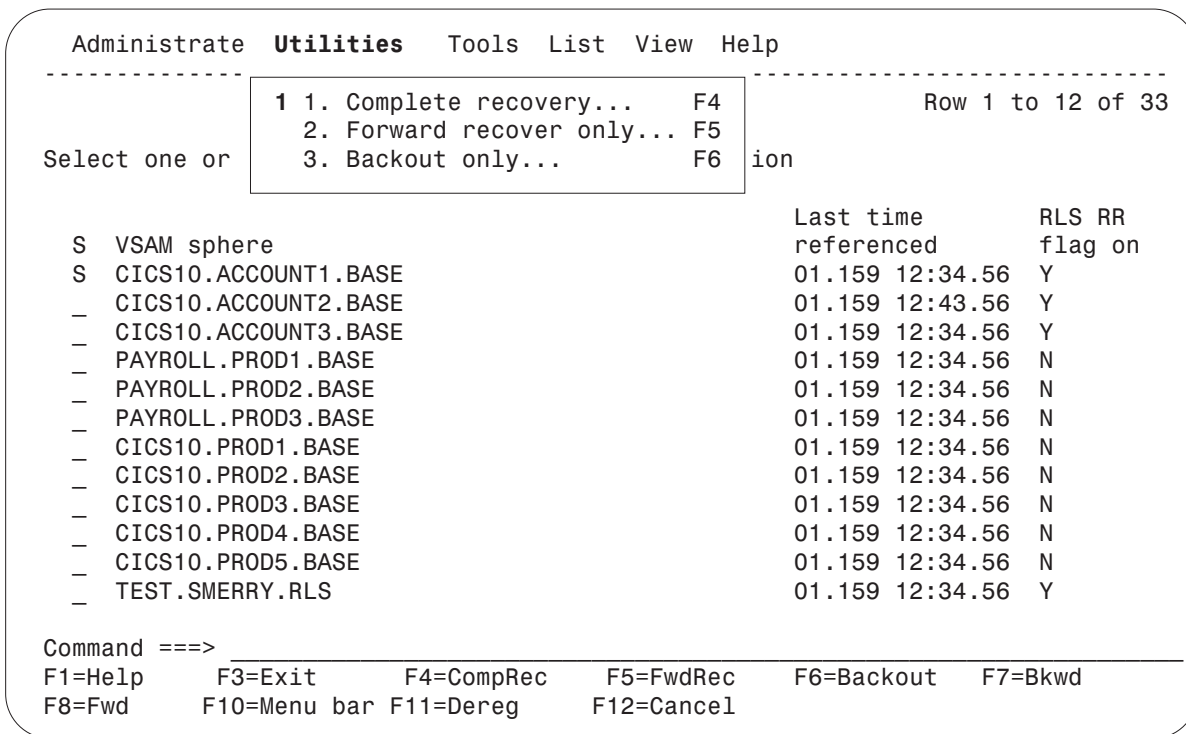 Administrate Utilities Tools List View Help
-------------- -----------------------------
1 1. Complete recovery... F4 Row 1 to 12 of 33
2. Forward recover only... F5
Select one or 3. Backout only... F6 ion
Last time RLS RR
S VSAM sphere referenced flag on
S CICS10.ACCOUNT1.BASE 01.159 12:34.56 Y
_ CICS10.ACCOUNT2.BASE 01.159 12:43.56 Y
_ CICS10.ACCOUNT3.BASE 01.159 12:34.56 Y
_ PAYROLL.PROD1.BASE 01.159 12:34.56 N
_ PAYROLL.PROD2.BASE 01.159 12:34.56 N
_ PAYROLL.PROD3.BASE 01.159 12:34.56 N
_ CICS10.PROD1.BASE 01.159 12:34.56 N
_ CICS10.PROD2.BASE 01.159 12:34.56 N
_ CICS10.PROD3.BASE 01.159 12:34.56 N
_ CICS10.PROD4.BASE 01.159 12:34.56 N
_ CICS10.PROD5.BASE 01.159 12:34.56 N
_ TEST.SMERRY.RLS 01.159 12:34.56 Y
Command ===> __________________________________________________________________
F1=Help F3=Exit F4=CompRec F5=FwdRec F6=Backout F7=Bkwd
F8=Fwd F10=Menu bar F11=Dereg F12=Cancel